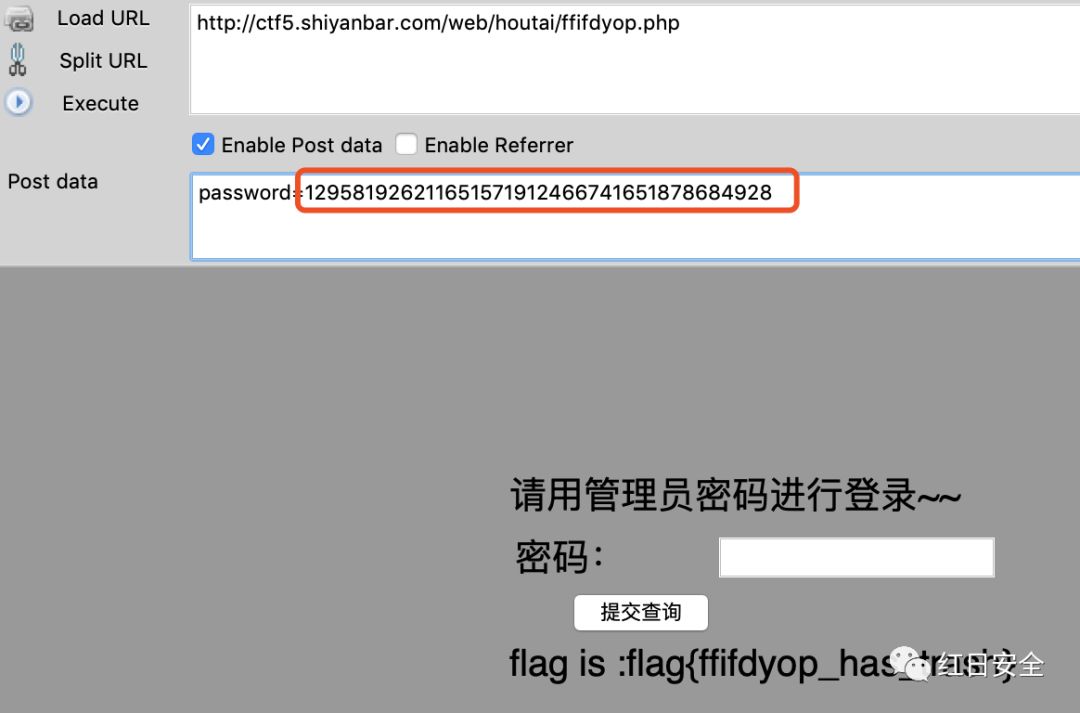 Load URL
http://ctf5.shiyanbar.com/web/houtai/ffifdyop.php
Split URL
Execute
Enable Post data
Enable Referrer
Post data
password=129581926211651571912466741651878684928
请用管理员密码进行登录~~
密码：
提交查询
flag is :flag{ffifdyop_has_
红日安全